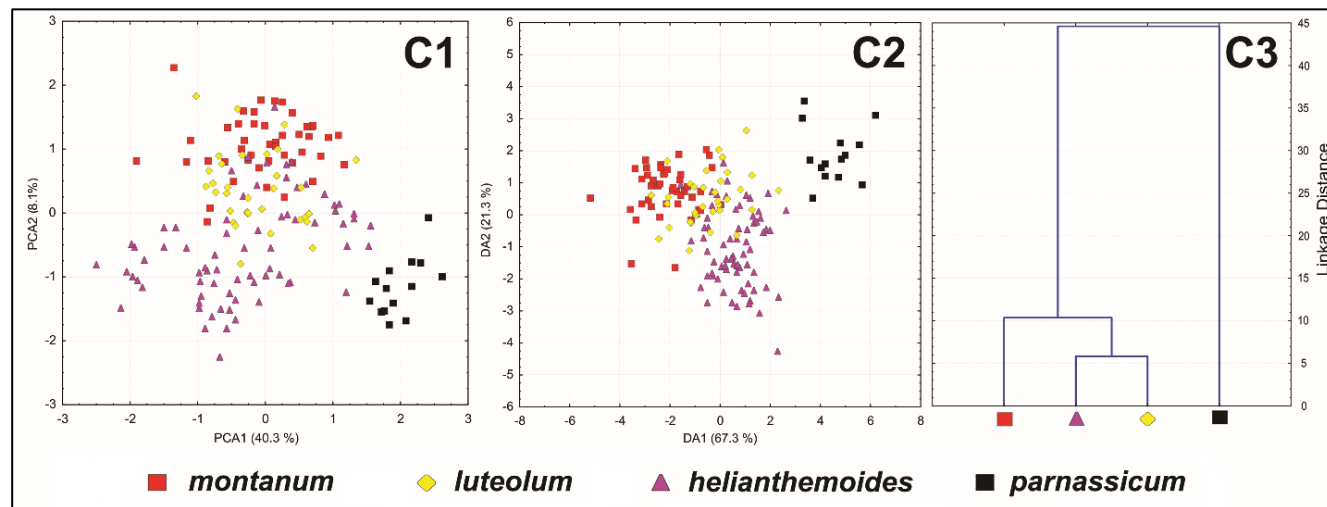 C1
3
2
1
0
-1
-2
-3
PCA2 (8.1%)
-3 -2 -1 0 1 2 3
PCA1 (40.3 %)
C2
6
5
4
3
2
1
0
-1
-2
-3
-4
-5
-6
DA2 (21.3 %)
-8 -6 -4 -2 0 2 4 6 8
DA1 (67.3 %)
C3
45
40
35
30
25
20
15
10
5
0
Linkage Distance
montanum luteolum helianthemoides parnassicum